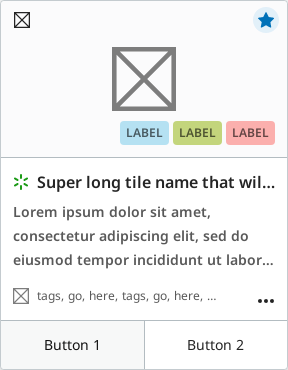 LABEL LABEL LABEL
Super long tile name that wil...
Lorem ipsum dolor sit amet,
consectetur adipiscing elit, sed do
eiusmod tempor incididunt ut labor...
tags, go, here, tags, go, here, ...
Button 1 Button 2